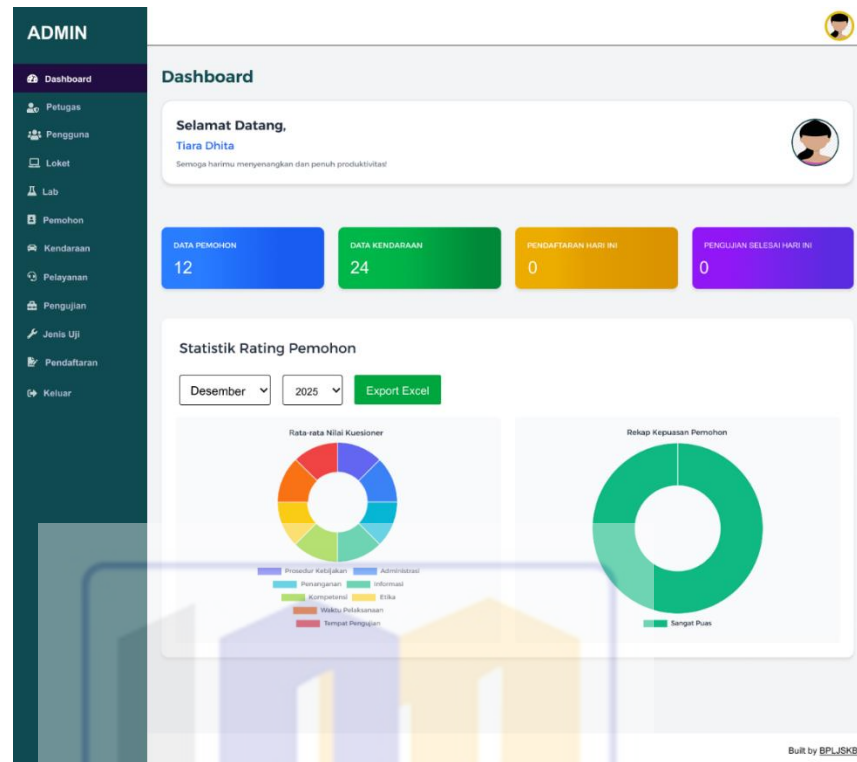 ADMIN
Dashboard
Petugas
Pengguna
Loket
Lab
Pemohon
Kendaraan
Pelayanan
Pengujian
Jenis Uji
Pendaftaran
Keluar
Dashboard
Selamat Datang,
Tiara Dhita
Semoga harimu menyenangkan dan penuh produktivitas!
DATA PEMOHON
12
DATA KENDARAAN
24
PENDAFTARAN HARI INI
0
PENGUJIAN SELESAI HARI INI
0
Statistik Rating Pemohon
Desember 2025 Export Excel
Rata-rata Nilai Kuesioner
Prosedur Kebijakan Administrasi
Penanganan Informasi
Kompetensi Etika
Waktu Pelaksanaan
Tempat Pengujian
Rekap Kepuasan Pemohon
Sangat Puas
Built by BPLJSKB